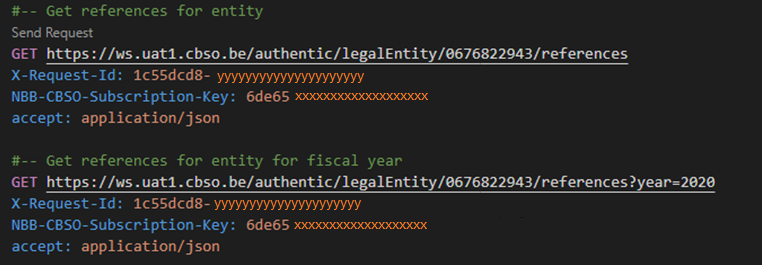 #-- Get references for entity
Send Request
GET https://ws.uat1.cbso.be/authentic/legalEntity/0676822943/references
X-Request-Id: 1c55dcd8- yyyyyyyyyyyyyyyyyyyyy
NBB-CBSO-Subscription-Key: 6de65 xxxxxxxxxxxxxxxxxxx
accept: application/json
#-- Get references for entity for fiscal year
GET https://ws.uat1.cbso.be/authentic/legalEntity/0676822943/references?year=2020
X-Request-Id: 1c55dcd8-yyyyyyyyyyyyyyyyyyyyy
NBB-CBSO-Subscription-Key: 6de65 xxxxxxxxxxxxxxxxxxx
accept: application/json